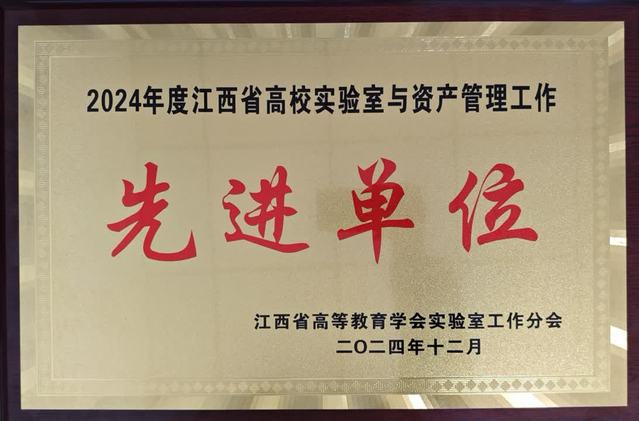 2024年度江西省高校实验室与资产管理工作
先进单位
江西省高等教育学会实验室工作分会
二〇二四年十二月